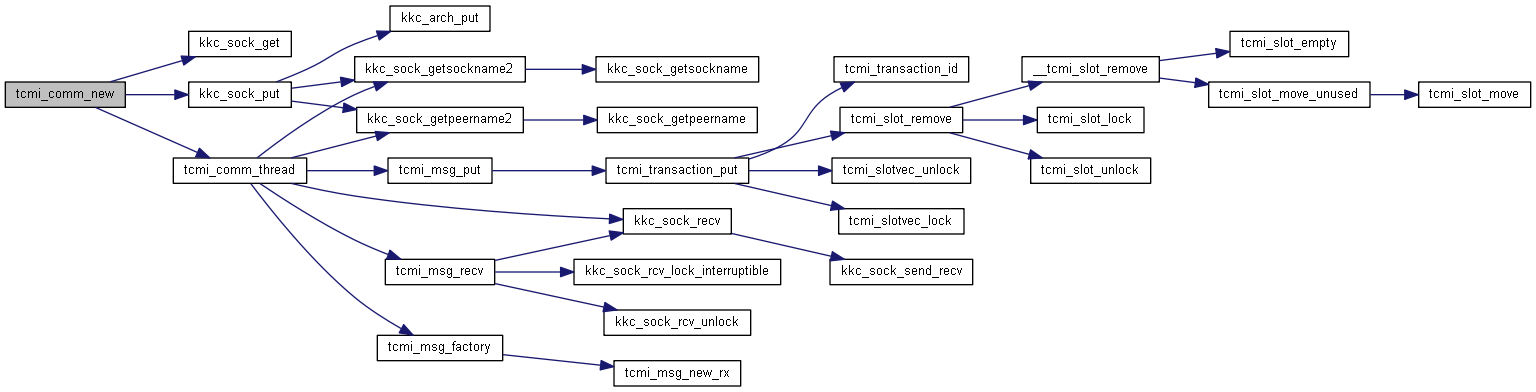 kkc_arch_put
kkc_sock_get
tcmi_slot_empty
kkc_sock_getsockname2
kkc_sock_getsockname
tcmi_transaction_id
__tcmi_slot_remove
tcmi_comm_new
kkc_sock_put
tcmi_slot_move_unused
tcmi_slot_move
kkc_sock_getpeername2
kkc_sock_getpeername
tcmi_slot_remove
tcmi_slot_lock
tcmi_comm_thread
tcmi_msg_put
tcmi_transaction_put
tcmi_slotvec_unlock
tcmi_slot_unlock
kkc_sock_recv
tcmi_slotvec_lock
tcmi_msg_recv
kkc_sock_rcv_lock_interruptible
kkc_sock_send_recv
kkc_sock_rcv_unlock
tcmi_msg_factory
tcmi_msg_new_rx